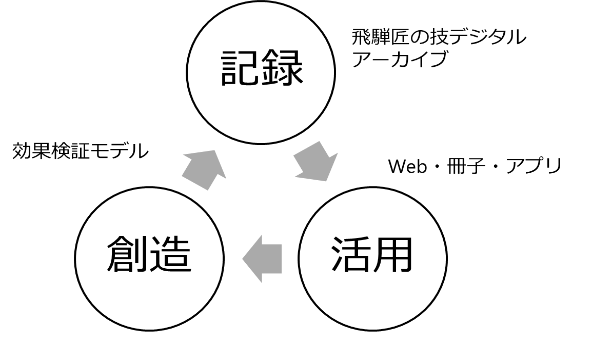 記録
飛騨匠の技デジタル
アーカイブ
効果検証モデル
Web・冊子・アプリ
創造
活用